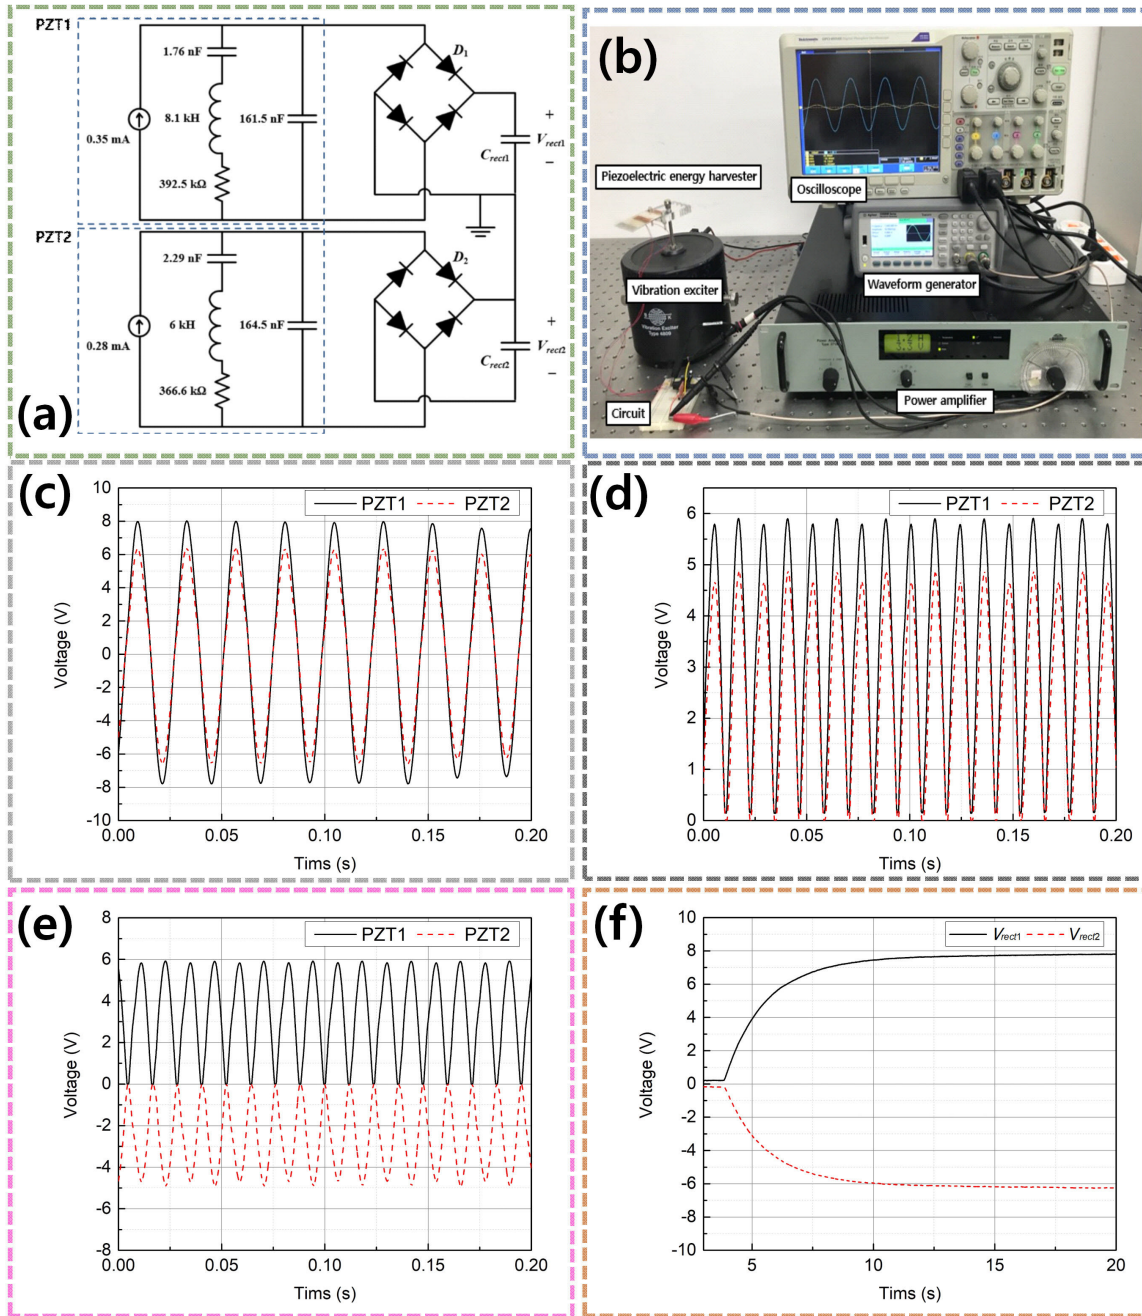 PZT1
1.76 nF
8.1 kH
161.5 nF
0.35 mA
392.5 kΩ
D1
Crect1
+
Vrect1
−
PZT2
2.29 nF
6 kH
164.5 nF
0.28 mA
366.6 kΩ
D2
Crect2
+
Vrect2
−
(a)
(b)
Piezoelectric energy harvester
Oscilloscope
Vibration exciter
Waveform generator
Vibration Exciter
Circuit
Power amplifier
(c)
PZT1 PZT2
Voltage (V)
10
8
6
4
2
0
-2
-4
-6
-8
-10
0.00 0.05 0.10 0.15 0.20
Tims (s)
(d)
PZT1 PZT2
Voltage (V)
6
5
4
3
2
1
0
0.00 0.05 0.10 0.15 0.20
Tims (s)
(e)
PZT1 PZT2
Voltage (V)
8
6
4
2
0
-2
-4
-6
-8
0.00 0.05 0.10 0.15 0.20
Tims (s)
(f)
Vrect1 Vrect2
Voltage (V)
10
8
6
4
2
0
-2
-4
-6
-8
-10
5 10 15 20
Tims (s)